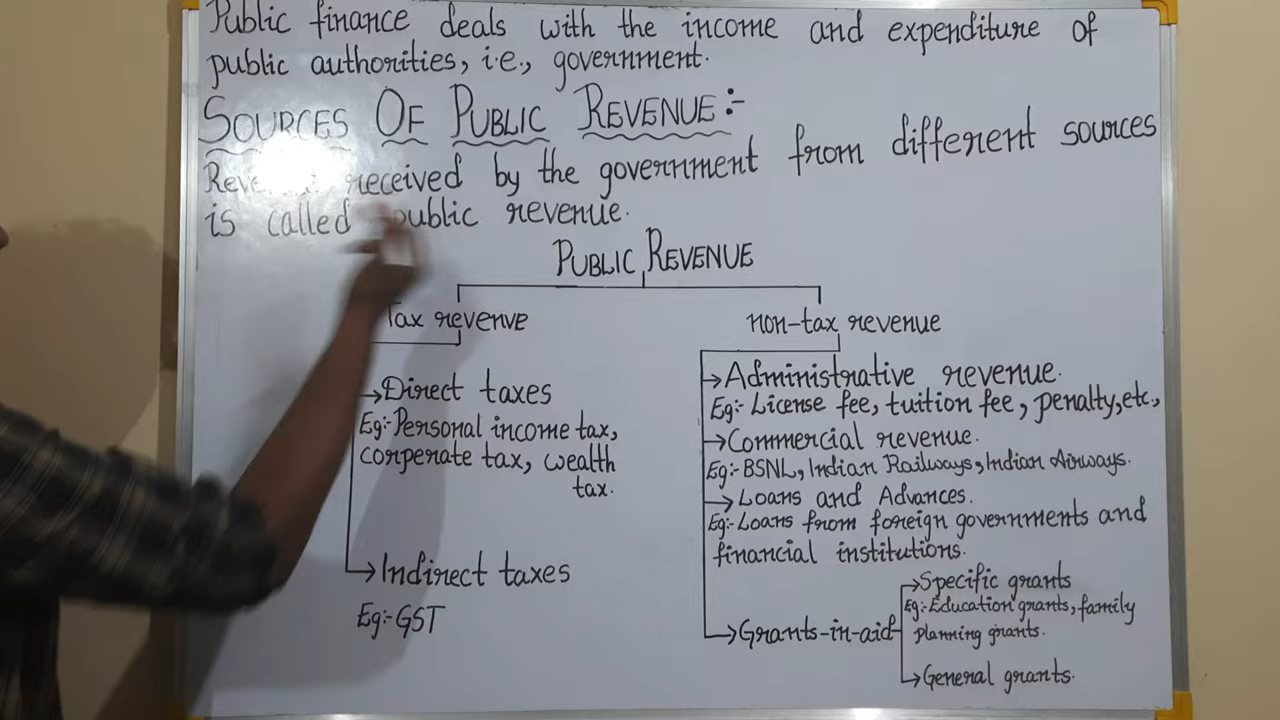 Public finance deals with the income and expenditure of
public authorities, i.e., government.
SOURCES OF PUBLIC REVENUE:-
received by the government from different sources
is called public revenue.
PUBLIC REVENUE
Tax revenue
non-tax revenue
→Direct taxes
Eg:-Personal income tax,
corperate tax, wealth
tax.
→Indirect taxes
Eg:-GST
→Administrative revenue.
Eg:- License fee, tuition fee, penalty,etc.,
→Commercial revenue.
Eg:-BSNL, Indian Railways, Indian Airways.
→Loans and Advances.
Eg:-Loans from foreign governments and
financial institutions.
→Grants-in-aid
→Specific grants
Eg:-Education grants, family
planning grants.
→General grants.